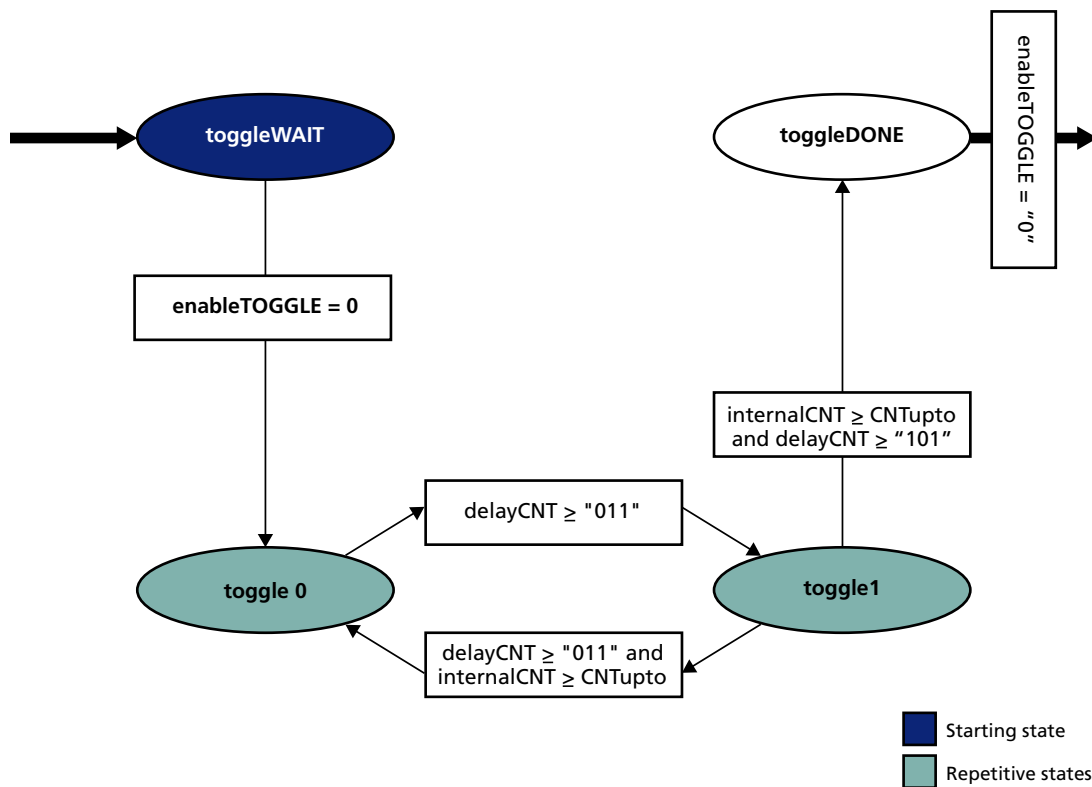 toggleWAIT
toggleDONE
enableTOGGLE = “0”
enableTOGGLE = 0
internalCNT ≥ CNTupto
and delayCNT ≥ “101”
delayCNT ≥ "011"
toggle 0
toggle1
delayCNT ≥ "011" and
internalCNT ≥ CNTupto
Starting state
Repetitive states